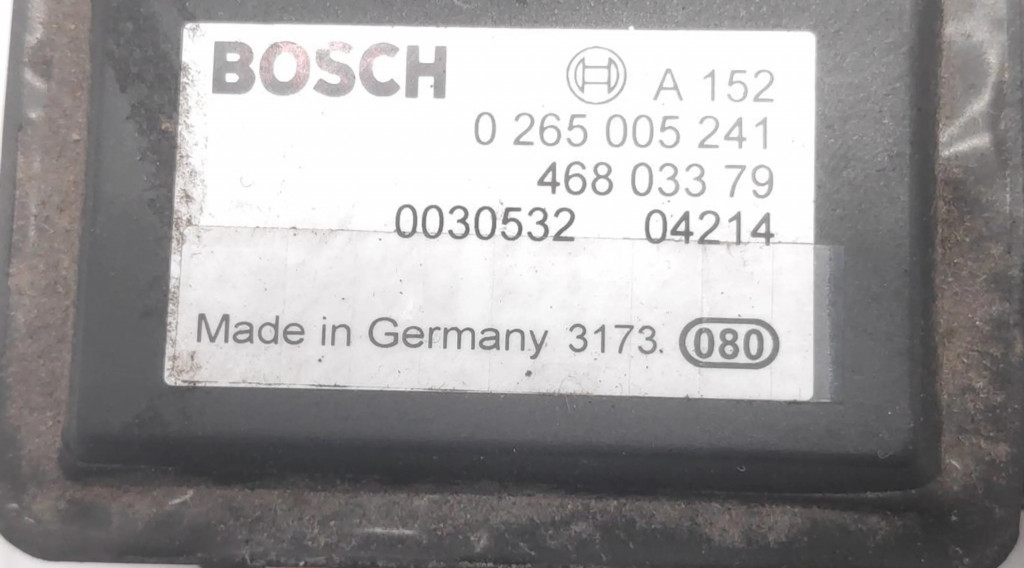 BOSCH A 152
0 265 005 241
468 033 79
0030532 04214
Made in Germany 3173. 080